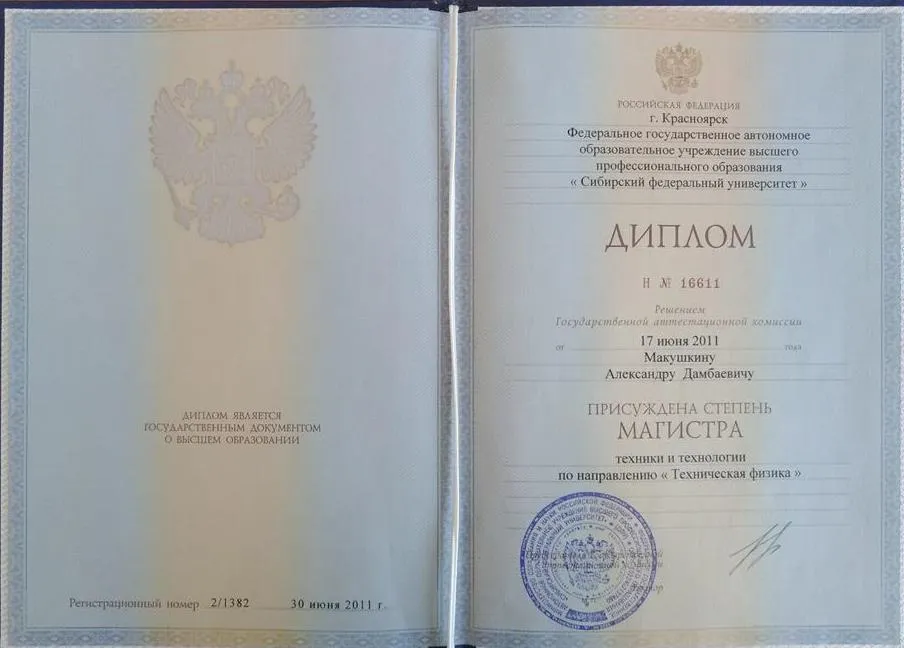 ДИПЛОМ ЯВЛЯЕТСЯ
ГОСУДАРСТВЕННЫМ ДОКУМЕНТОМ
О ВЫСШЕМ ОБРАЗОВАНИИ
Регистрационный номер 2/1382 30 июня 2011 г.
РОССИЙСКАЯ ФЕДЕРАЦИЯ
г. Красноярск
Федеральное государственное автономное
образовательное учреждение высшего
профессионального образования
« Сибирский федеральный университет »
ДИПЛОМ
Н № 16611
Решением
Государственной аттестационной комиссии
от 17 июня 2011 года
Макушкину
Александру Дамбаевичу
ПРИСУЖДЕНА СТЕПЕНЬ
МАГИСТРА
техники и технологии
по направлению « Техническая физика »